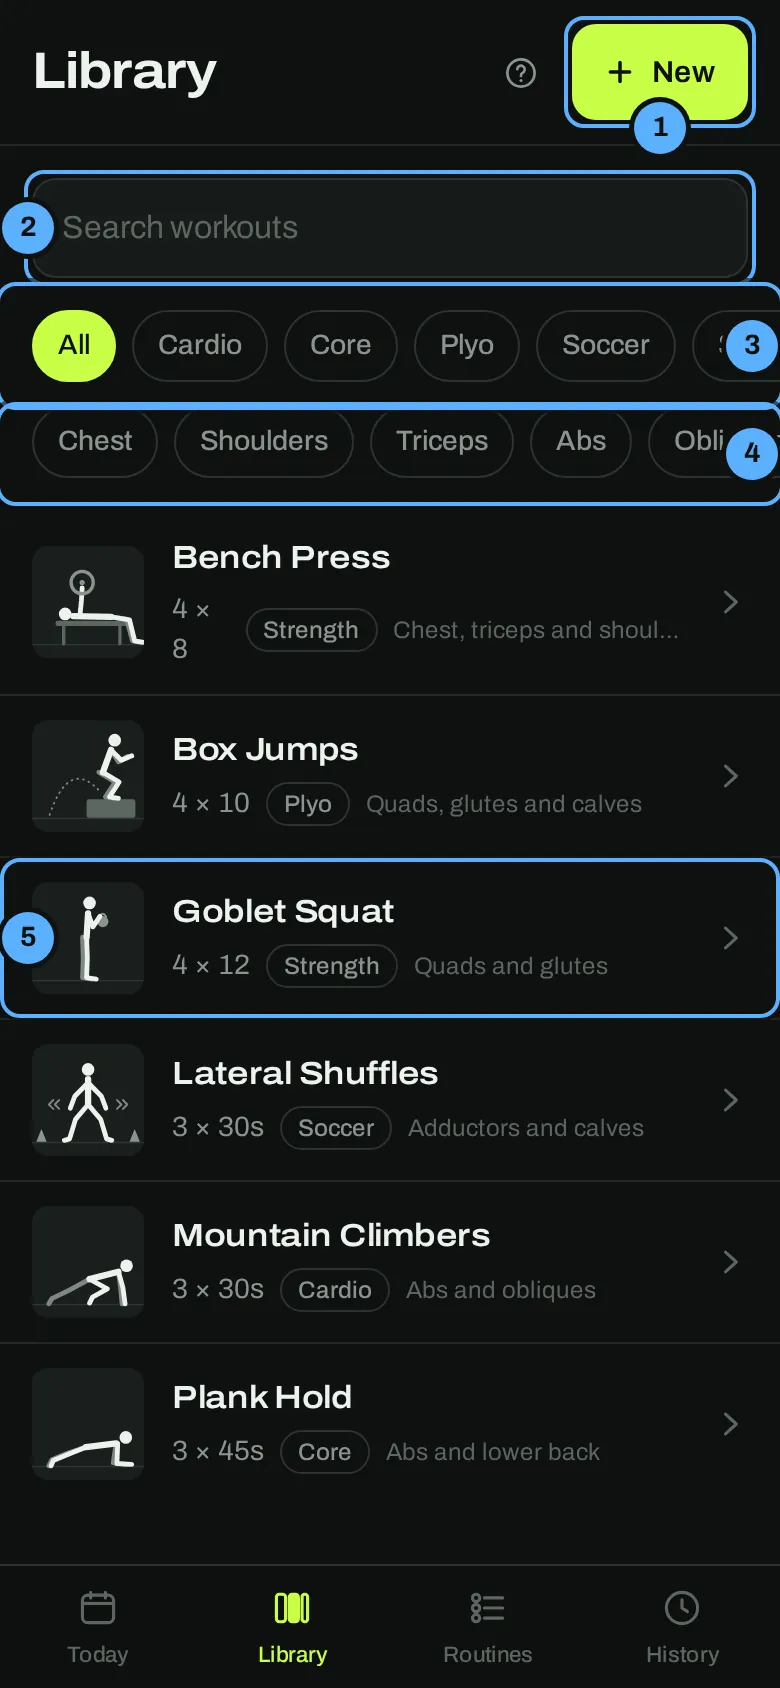 Library
+ New
1
2
Search workouts
All Cardio Core Plyo Soccer
3
Chest Shoulders Triceps Abs Obli
4
Bench Press
4 ×
8
Strength Chest, triceps and shoul...
Box Jumps
4 × 10 Plyo Quads, glutes and calves
5
Goblet Squat
4 × 12 Strength Quads and glutes
Lateral Shuffles
« »
3 × 30s Soccer Adductors and calves
Mountain Climbers
3 × 30s Cardio Abs and obliques
Plank Hold
3 × 45s Core Abs and lower back
Today Library Routines History